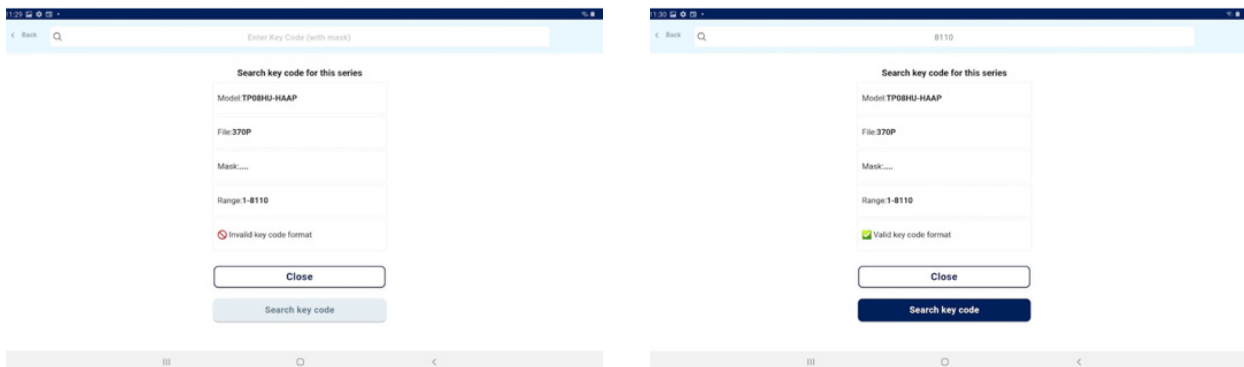 11:29
Back
Enter Key Code (with mask)
Search key code for this series
Model:TP08HU-HAAP
File:370P
Mask:....
Range:1-8110
Invalid key code format
Close
Search key code
11:30
Back
8110
Search key code for this series
Model:TP08HU-HAAP
File:370P
Mask:....
Range:1-8110
Valid key code format
Close
Search key code